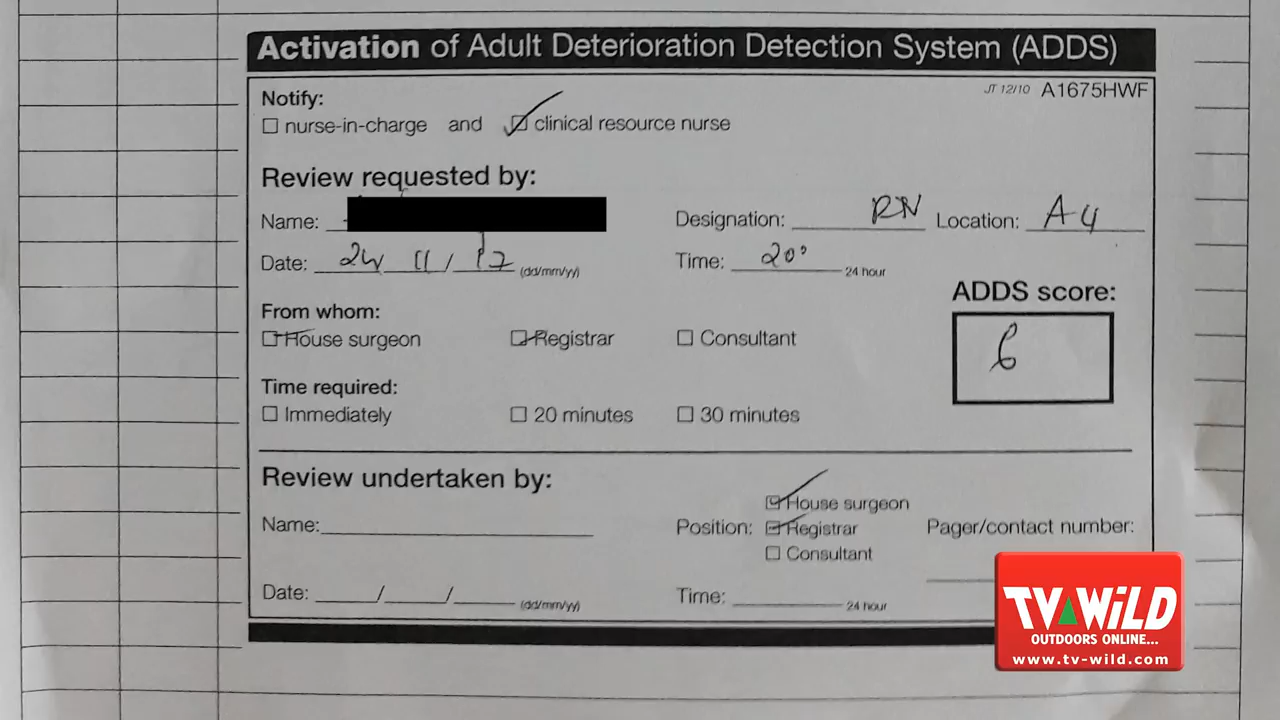 Activation of Adult Deterioration Detection System (ADDS)
JT 12/10 A1675HWF
Notify:
☐ nurse-in-charge and ☑ clinical resource nurse
Review requested by:
Name: Designation: RN Location: A4
Date: 24 11 / 17 (dd/mm/yy) Time: 20° 24 hour
ADDS score:
6
From whom:
☑ House surgeon ☑ Registrar ☐ Consultant
Time required:
☐ Immediately ☐ 20 minutes ☐ 30 minutes
Review undertaken by:
☑ House surgeon
Name: Position: ☑ Registrar Pager/contact number:
☐ Consultant
Date: / / (dd/mm/yy) Time: 24 hour
TV WiLD
OUTDOORS ONLINE...
www.tv-wild.com